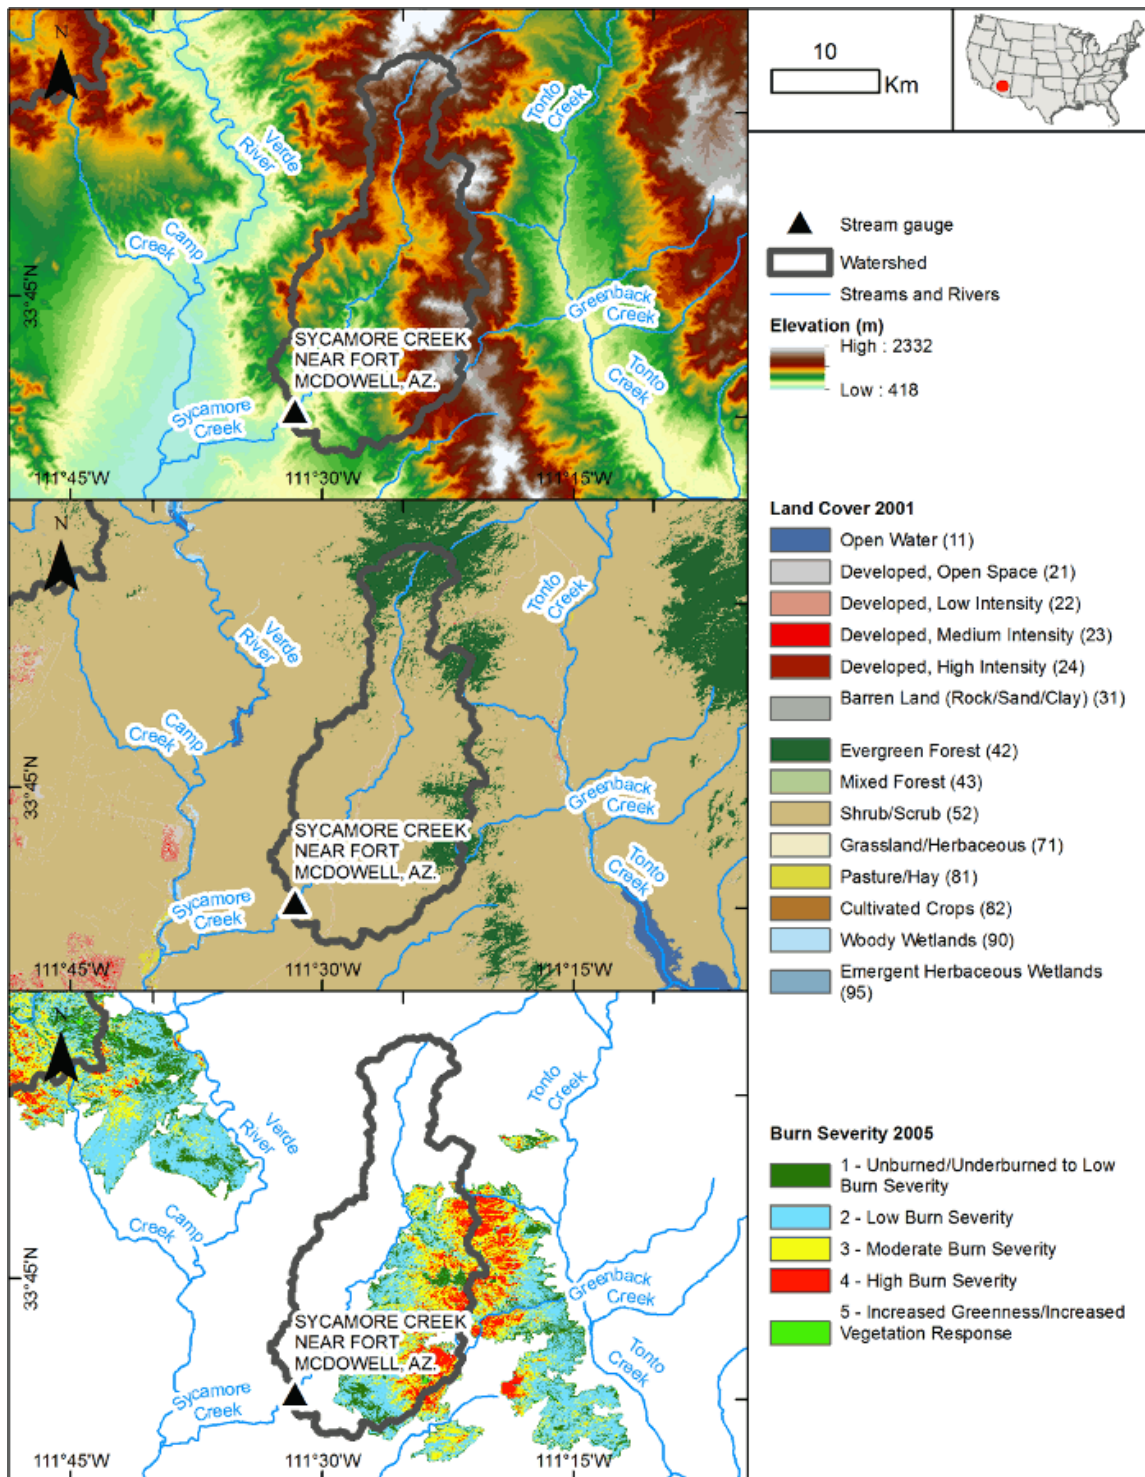 N
Verde
River
Tonto
Creek
Camp
Creek
Greenback
Creek
Tonto
Creek
SYCAMORE CREEK
NEAR FORT
MCDOWELL, AZ.
Sycamore
Creek
33°45'N
111°45'W
111°30'W
111°15'W
10
Km
Stream gauge
Watershed
Streams and Rivers
Elevation (m)
High : 2332
Low : 418
N
Verde
River
Tonto
Creek
Camp
Creek
Greenback
Creek
Tonto
Creek
SYCAMORE CREEK
NEAR FORT
MCDOWELL, AZ.
Sycamore
Creek
33°45'N
111°45'W
111°30'W
111°15'W
Land Cover 2001
Open Water (11)
Developed, Open Space (21)
Developed, Low Intensity (22)
Developed, Medium Intensity (23)
Developed, High Intensity (24)
Barren Land (Rock/Sand/Clay) (31)
Evergreen Forest (42)
Mixed Forest (43)
Shrub/Scrub (52)
Grassland/Herbaceous (71)
Pasture/Hay (81)
Cultivated Crops (82)
Woody Wetlands (90)
Emergent Herbaceous Wetlands
(95)
N
Verde
River
Tonto
Creek
Camp
Creek
Greenback
Creek
Tonto
Creek
SYCAMORE CREEK
NEAR FORT
MCDOWELL, AZ.
Sycamore
Creek
33°45'N
111°45'W
111°30'W
111°15'W
Burn Severity 2005
1 - Unburned/Underburned to Low
Burn Severity
2 - Low Burn Severity
3 - Moderate Burn Severity
4 - High Burn Severity
5 - Increased Greenness/Increased
Vegetation Response